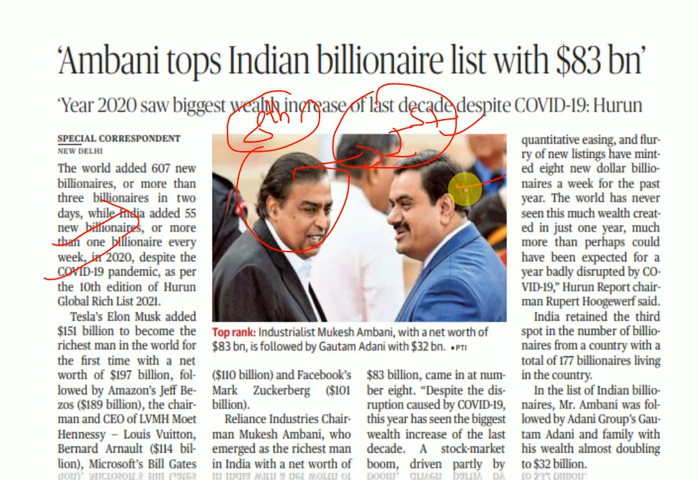 ‘Ambani tops Indian billionaire list with $83 bn’
‘Year 2020 saw biggest wealth increase of last decade despite COVID-19: Hurun
SPECIAL CORRESPONDENT
NEW DELHI
The world added 607 new
billionaires, or more than
three billionaires in two
days, while India added 55
new billionaires, or more
than one billionaire every
week, in 2020, despite the
COVID-19 pandemic, as per
the 10th edition of Hurun
Global Rich List 2021.
Tesla’s Elon Musk added
$151 billion to become the
richest man in the world for
the first time with a net
worth of $197 billion, fol-
lowed by Amazon’s Jeff Be-
zos ($189 billion), the chair-
man and CEO of LVMH Moet
Hennessy – Louis Vuitton,
Bernard Arnault ($114 bil-
lion), Microsoft’s Bill Gates
8th
5th
Top rank: Industrialist Mukesh Ambani, with a net worth of
$83 bn, is followed by Gautam Adani with $32 bn. •PTI
($110 billion) and Facebook’s
Mark Zuckerberg ($101
billion).
Reliance Industries Chair-
man Mukesh Ambani, who
emerged as the richest man
in India with a net worth of
$83 billion, came in at num-
ber eight. “Despite the dis-
ruption caused by COVID-19,
this year has seen the biggest
wealth increase of the last
decade. A stock-market
boom, driven partly by
quantitative easing, and flur-
ry of new listings have mint-
ed eight new dollar billio-
naires a week for the past
year. The world has never
seen this much wealth creat-
ed in just one year, much
more than perhaps could
have been expected for a
year badly disrupted by CO-
VID-19,” Hurun Report chair-
man Rupert Hoogewerf said.
India retained the third
spot in the number of billio-
naires from a country with a
total of 177 billionaires living
in the country.
In the list of Indian billio-
naires, Mr. Ambani was fol-
lowed by Adani Group’s Gau-
tam Adani and family with
his wealth almost doubling
to $32 billion.